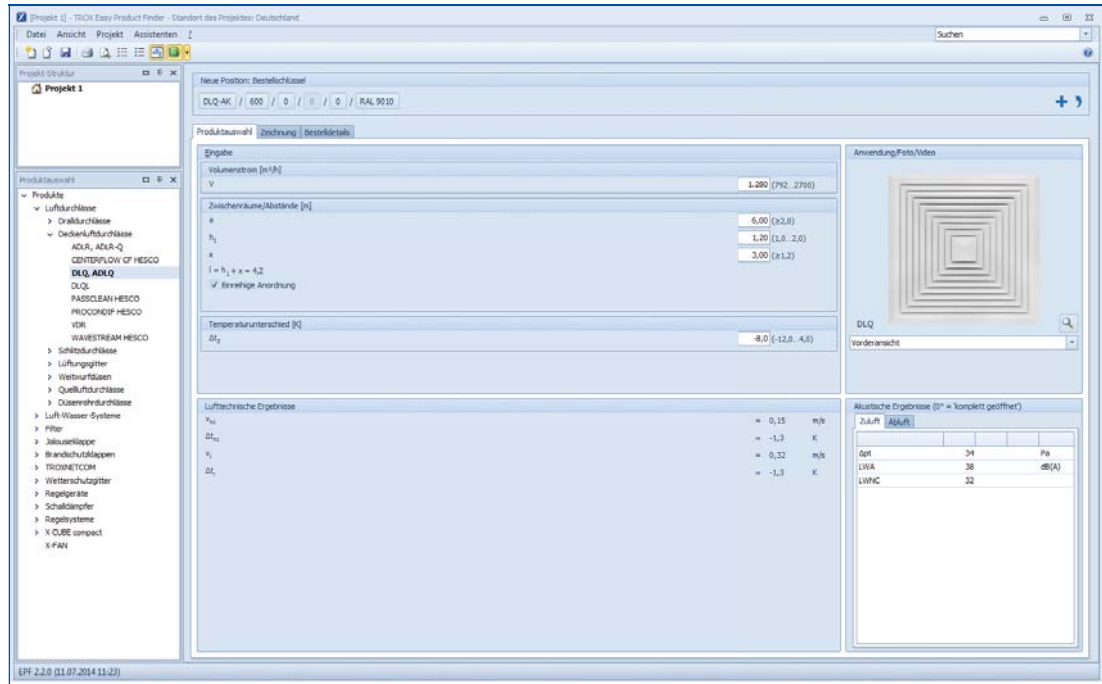 [Projekt 1] - TROX Easy Product Finder - Standort des Projektes: Deutschland
Datei Ansicht Projekt Assistenten ?
Suchen
Projekt-Struktur
Projekt 1
Neue Position: Bestellschlüssel
DLQ-AK / 600 / 0 / 0 / 0 / RAL 9010
Produktauswahl Zeichnung Bestelldetails
Eingabe
Volumenstrom [m³/h]
V 1.280 (792...2700)
Zwischenräume/Abstände [m]
a 6,00 (≥2,0)
h1 1,20 (1,0...2,0)
x 3,00 (≥1,2)
l = h1 + x = 4,2
Einreihige Anordnung
Temperaturunterschied [K]
Δtz -8,0 (-12,0...4,0)
Anwendung/Foto/Video
DLQ
Vorderansicht
Produktauswahl
Produkte
Luftdurchlässe
Dralldurchlässe
Deckenluftdurchlässe
ADLR, ADLR-Q
CENTERFLOW CF HESCO
DLQ, ADLQ
DLQL
PASSCLEAN HESCO
PROCONDIF HESCO
VDR
WAVESTREAM HESCO
Schlitzdurchlässe
Lüftungsgitter
Weitwurfdüsen
Quellluftdurchlässe
Düsenrohrdurchlässe
Luft-Wasser-Systeme
Filter
Jalousieklappe
Brandschutzklappen
TROXNETCOM
Wetterschutzgitter
Regelgeräte
Schalldämpfer
Regelsysteme
X CUBE compact
X-FAN
Lufttechnische Ergebnisse
vh1 = 0,15 m/s
Δth1 = -1,3 K
vl = 0,32 m/s
Δtl = -1,3 K
Akustische Ergebnisse (0° = 'komplett geöffnet')
Zuluft Abluft
Δpt 34 Pa
LWA 38 dB(A)
LWNC 32
EPF 2.2.0 (11.07.2014 11:23)